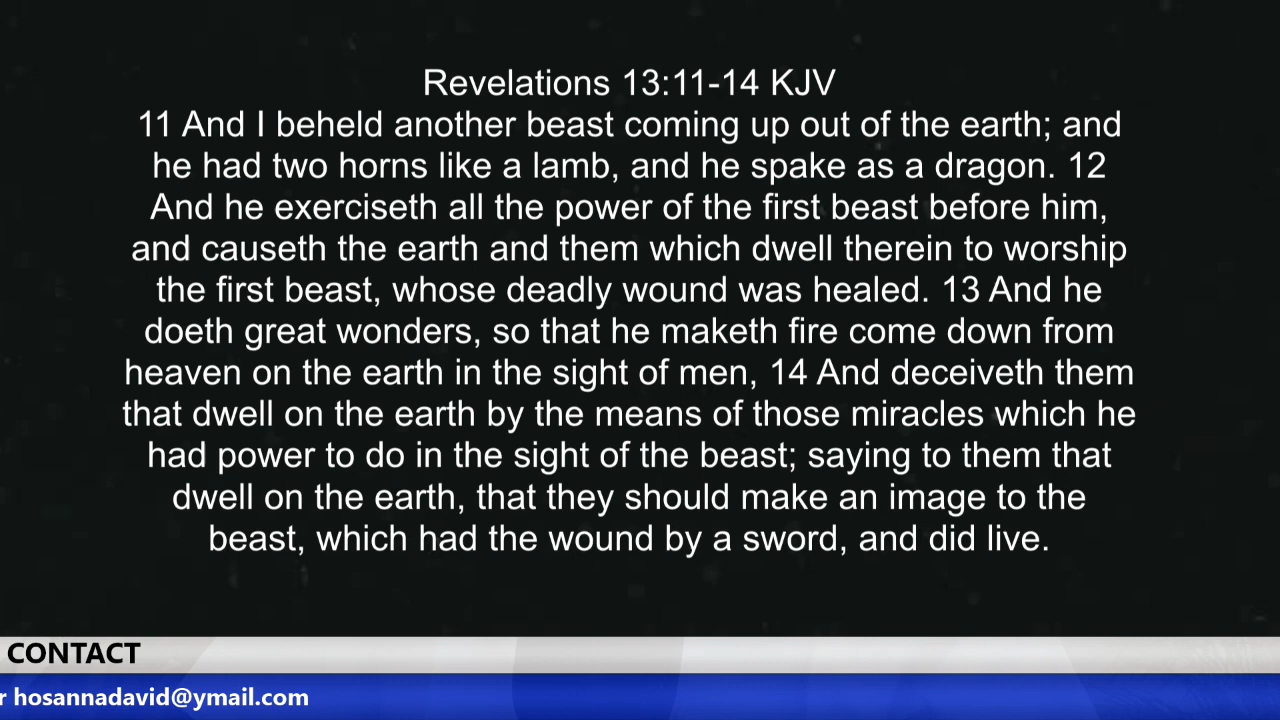 Revelations 13:11-14 KJV
11 And I beheld another beast coming up out of the earth; and
he had two horns like a lamb, and he spake as a dragon. 12
And he exerciseth all the power of the first beast before him,
and causeth the earth and them which dwell therein to worship
the first beast, whose deadly wound was healed. 13 And he
doeth great wonders, so that he maketh fire come down from
heaven on the earth in the sight of men, 14 And deceiveth them
that dwell on the earth by the means of those miracles which he
had power to do in the sight of the beast; saying to them that
dwell on the earth, that they should make an image to the
beast, which had the wound by a sword, and did live.
CONTACT
r hosannadavid@ymail.com